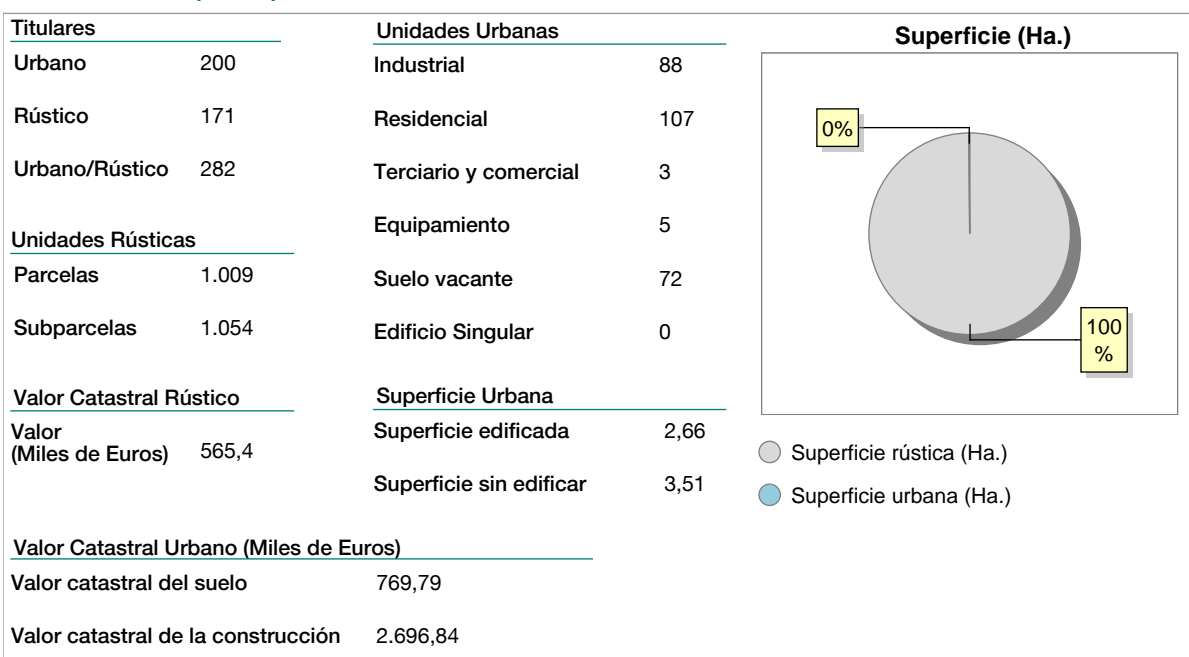 Titulares
Urbano 200
Rústico 171
Urbano/Rústico 282
Unidades Rústicas
Parcelas 1.009
Subparcelas 1.054
Valor Catastral Rústico
Valor
(Miles de Euros) 565,4
Unidades Urbanas
Industrial 88
Residencial 107
Terciario y comercial 3
Equipamiento 5
Suelo vacante 72
Edificio Singular 0
Superficie Urbana
Superficie edificada 2,66
Superficie sin edificar 3,51
Superficie (Ha.)
0%
100
%
Superficie rústica (Ha.)
Superficie urbana (Ha.)
Valor Catastral Urbano (Miles de Euros)
Valor catastral del suelo 769,79
Valor catastral de la construcción 2.696,84